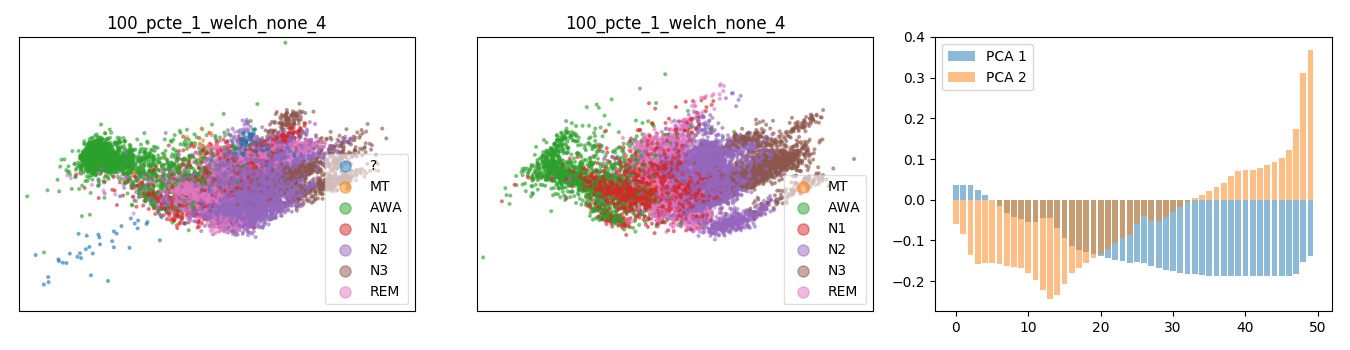 100_pcte_1_welch_none_4
?
MT
AWA
N1
N2
N3
REM
100_pcte_1_welch_none_4
MT
AWA
N1
N2
N3
REM
PCA 1
PCA 2
0.4
0.3
0.2
0.1
0.0
−0.1
−0.2
0 10 20 30 40 50